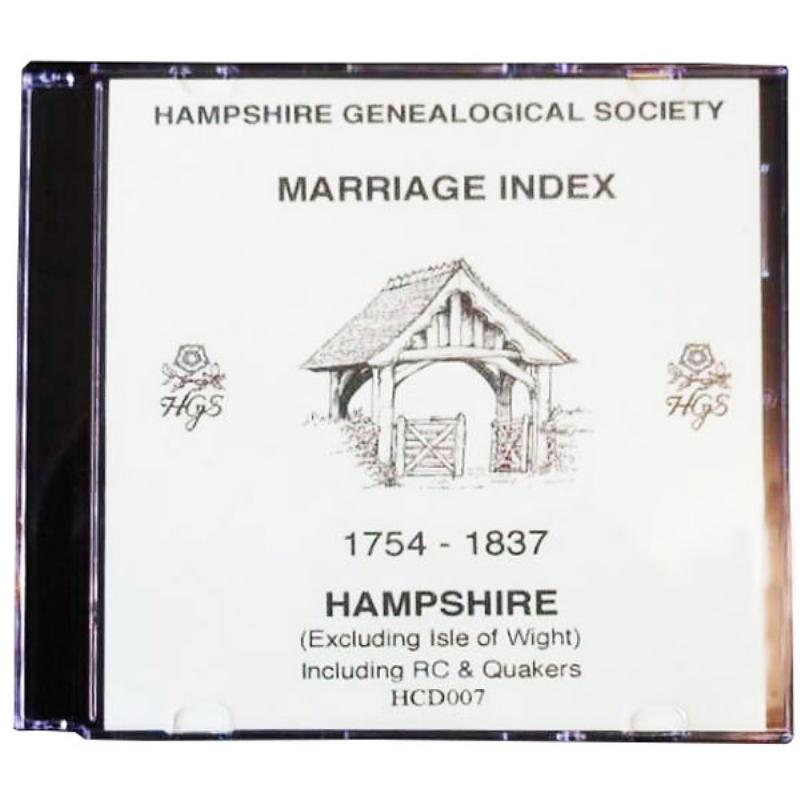 HAMPSHIRE GENEALOGICAL SOCIETY
MARRIAGE INDEX
HGS
HGS
1754 - 1837
HAMPSHIRE
(Excluding Isle of Wight)
Including RC & Quakers
HCD007